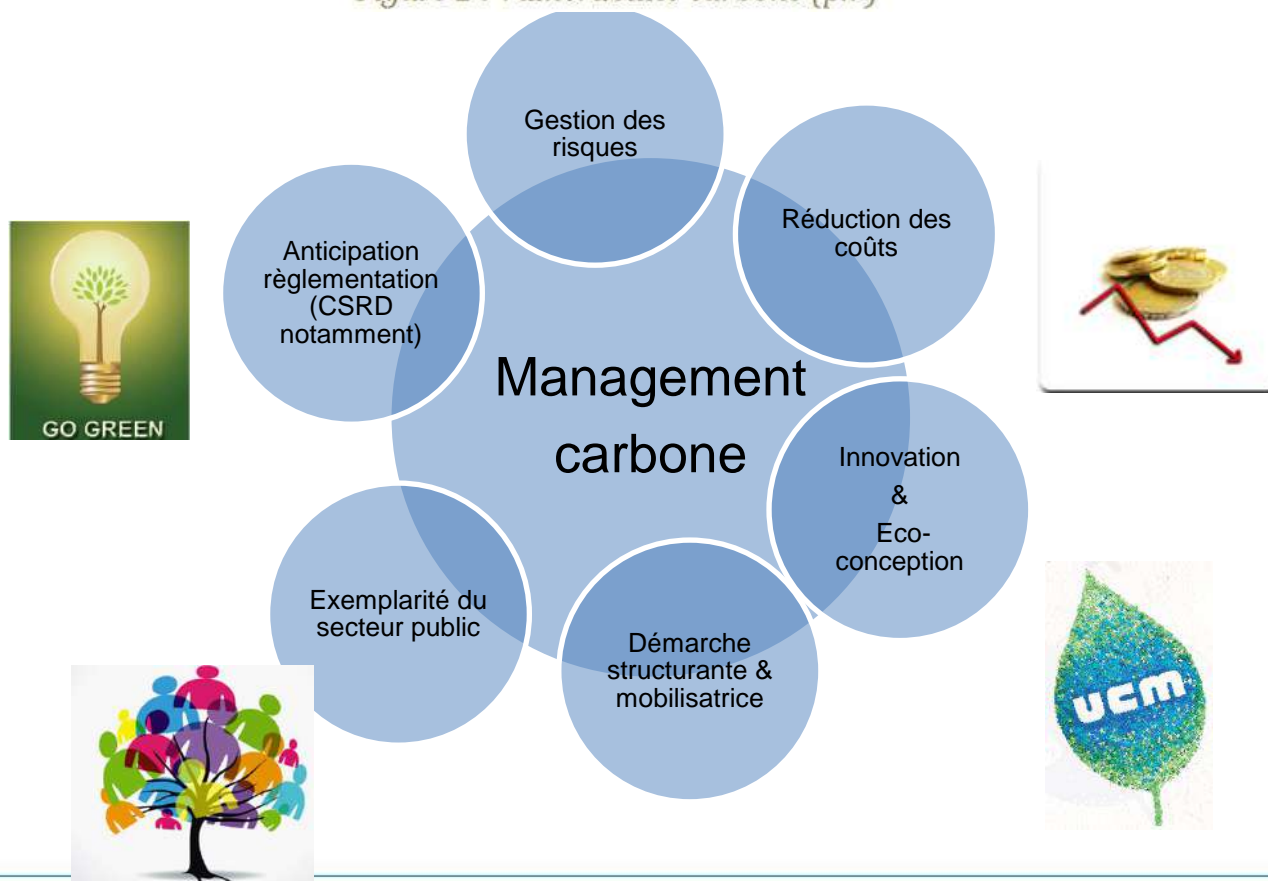 Gestion des
risques
Réduction des
coûts
Anticipation
règlementation
(CSRD
notamment)
GO GREEN
Management
carbone
Innovation
&
Eco-
conception
Exemplarité du
secteur public
Démarche
structurante &
mobilisatrice
UCM